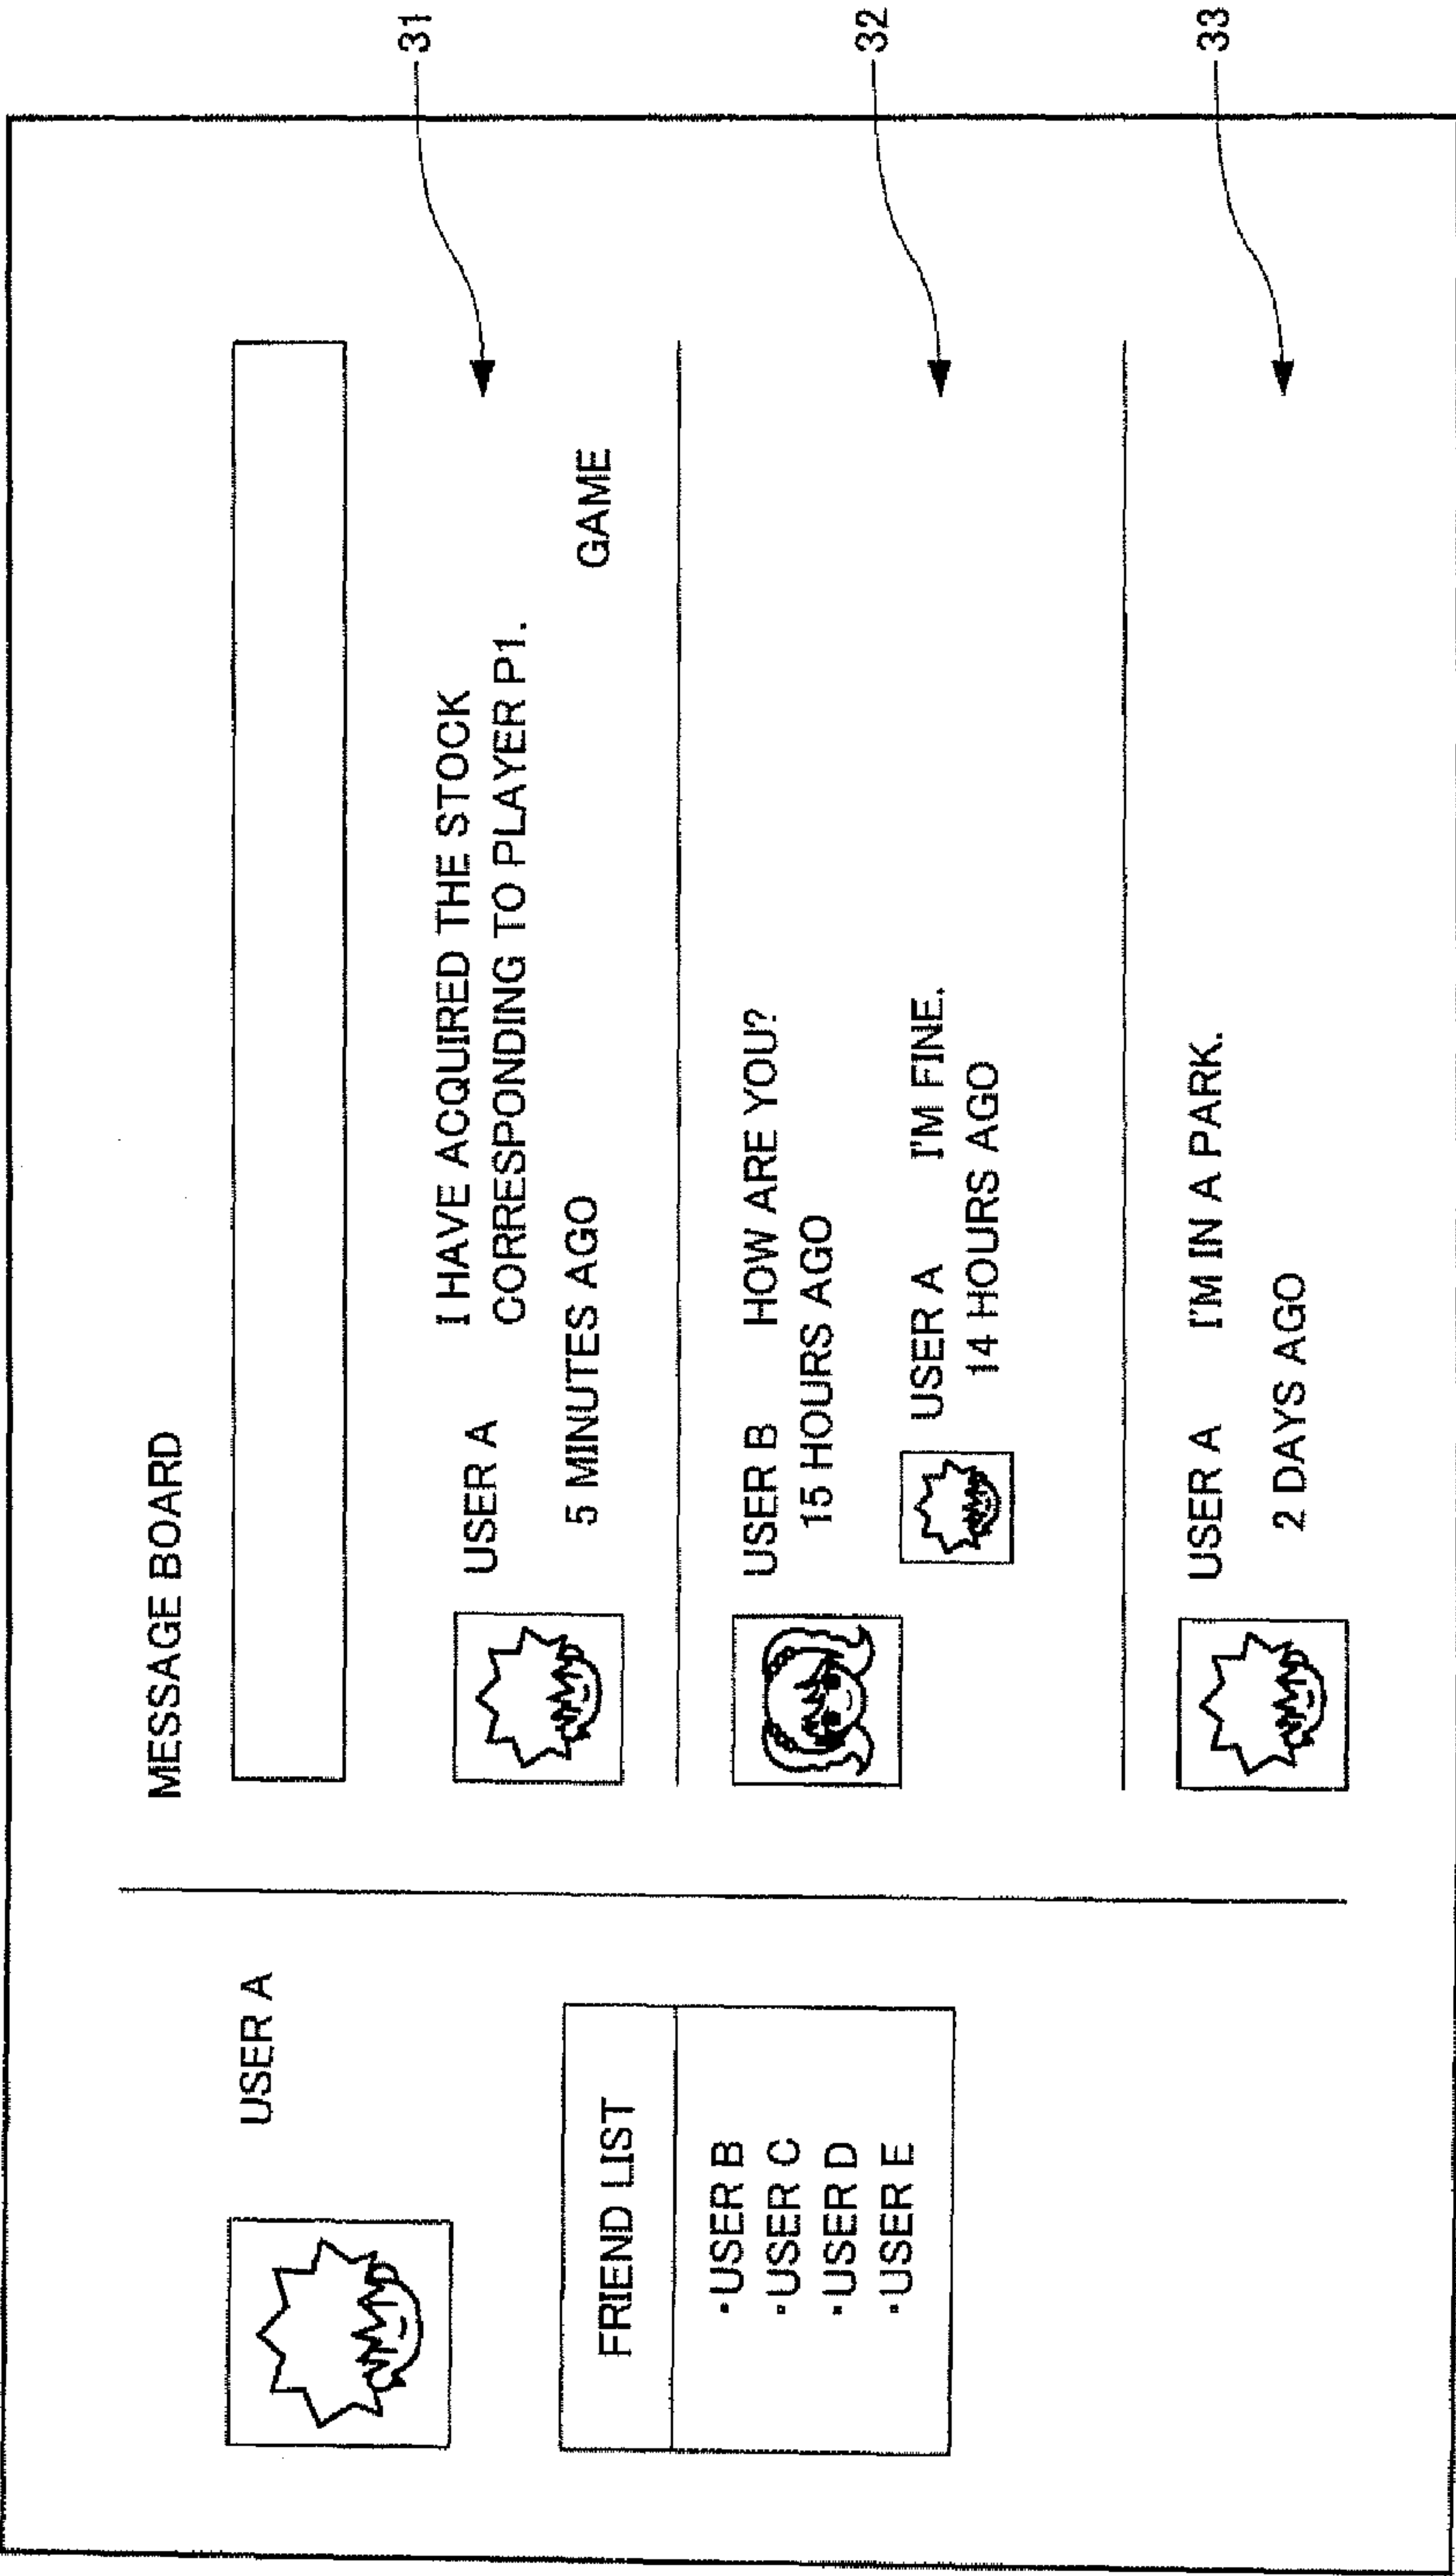 USER A
FRIEND LIST
·USER B
·USER C
·USER D
·USER E
MESSAGE BOARD
USER A
I HAVE ACQUIRED THE STOCK
CORRESPONDING TO PLAYER P1.
5 MINUTES AGO
GAME
31
USER B HOW ARE YOU?
15 HOURS AGO
USER A I'M FINE.
14 HOURS AGO
32
USER A I'M IN A PARK.
2 DAYS AGO
33